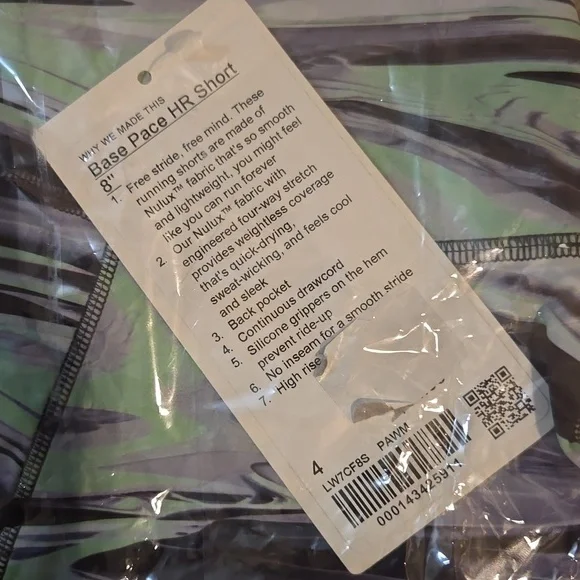 WHY WE MADE THIS
Base Pace HR Short
8"
1. Free stride, free mind. These
running shorts are made of
Nulux™ fabric that's so smooth
and lightweight, you might feel
like you can run forever
2 Our Nulux™ fabric with
engineered four-way stretch
provides weightless coverage
that's quick-drying,
sweat-wicking, and feels cool
and sleek
3. Back pocket
4. Continuous drawcord
5. Silicone grippers on the hem
prevent ride-up
6. No inseam for a smooth stride
7. High rise
4
LW7CF8S PAWM